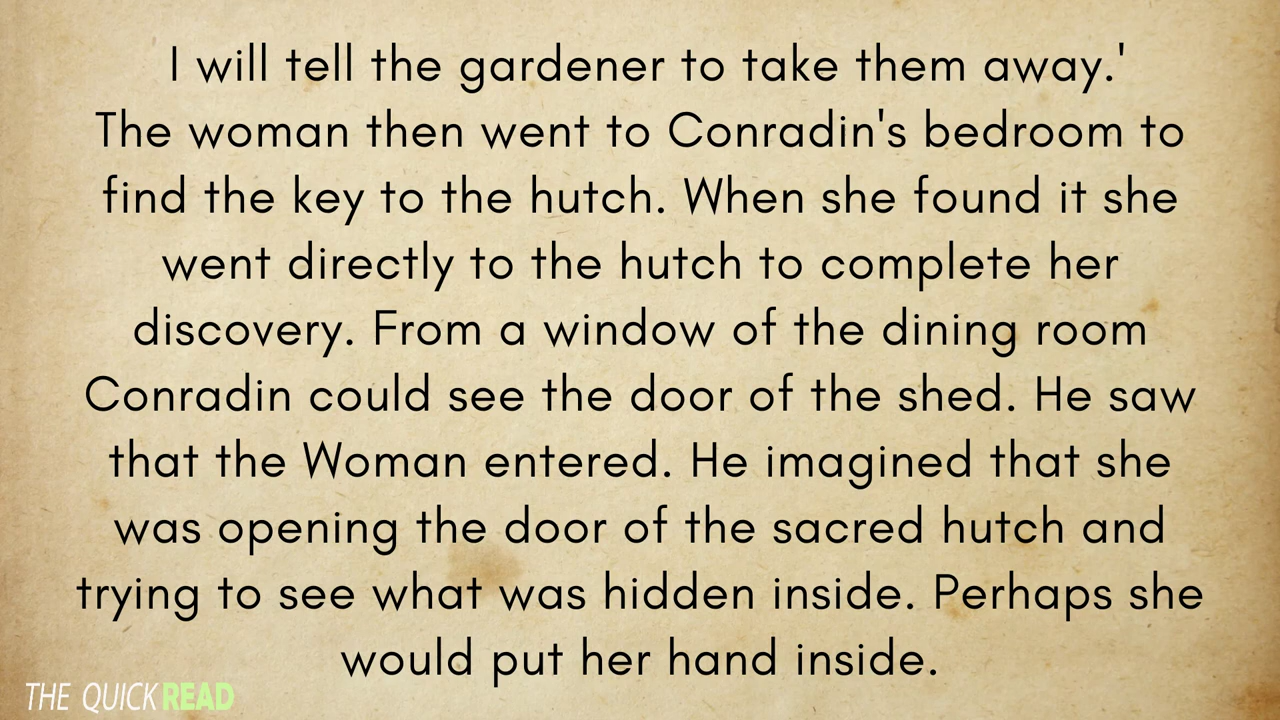 I will tell the gardener to take them away.'
The woman then went to Conradin's bedroom to
find the key to the hutch. When she found it she
went directly to the hutch to complete her
discovery. From a window of the dining room
Conradin could see the door of the shed. He saw
that the Woman entered. He imagined that she
was opening the door of the sacred hutch and
trying to see what was hidden inside. Perhaps she
would put her hand inside.
THE QUICK READ